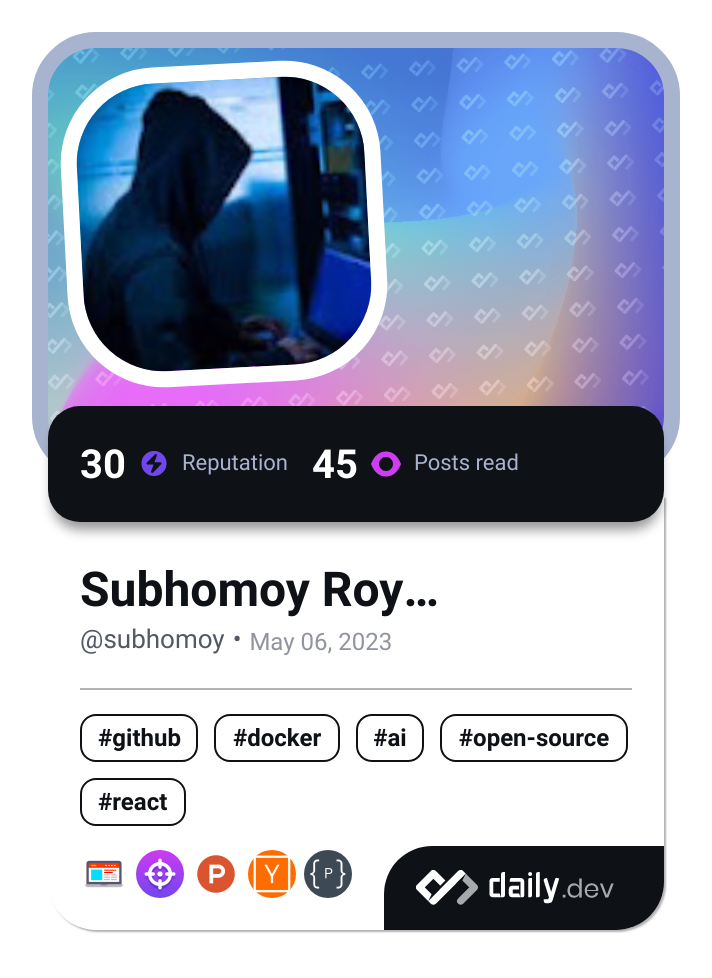 30 Reputation 45 Posts read
Subhomoy Roy…
@subhomoy • May 06, 2023
#github #docker #ai #open-source
#react
P Y {P} daily.dev